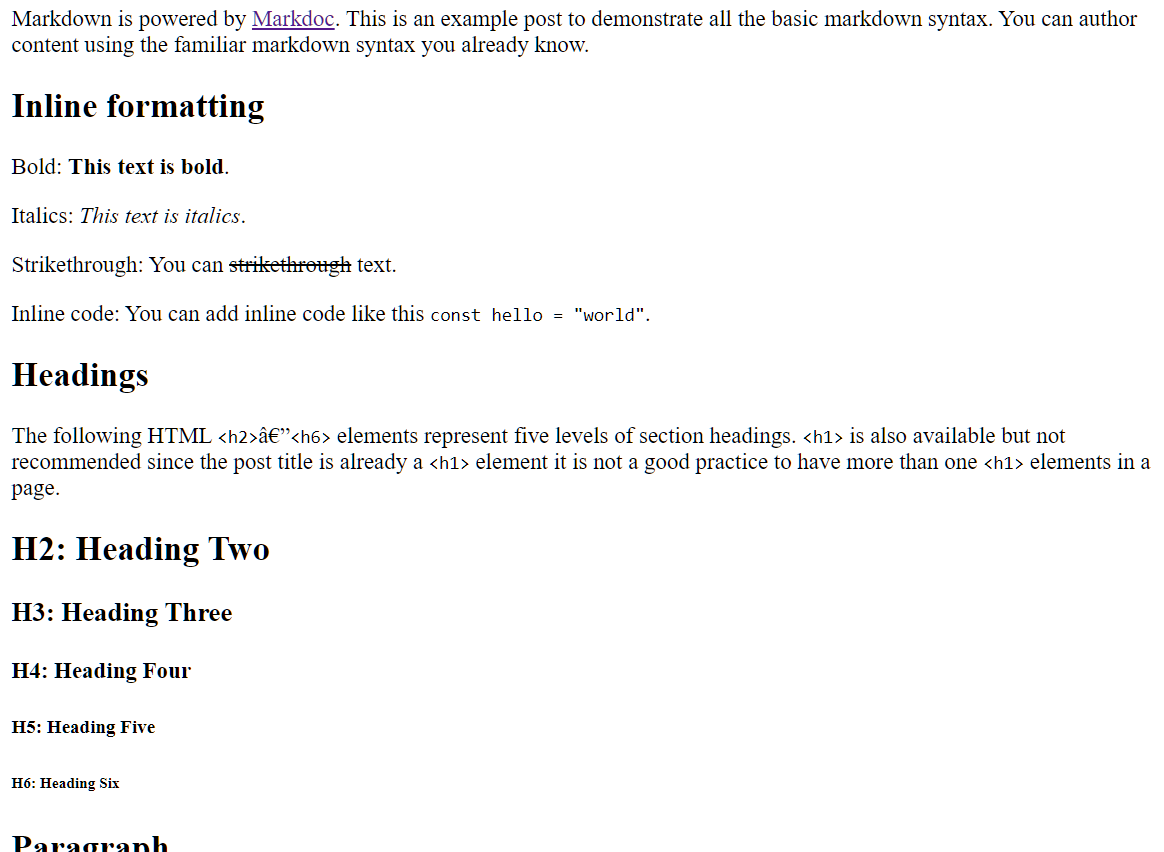 Markdown is powered by Markdoc. This is an example post to demonstrate all the basic markdown syntax. You can author
content using the familiar markdown syntax you already know.
Inline formatting
Bold: This text is bold.
Italics: This text is italics.
Strikethrough: You can strikethrough text.
Inline code: You can add inline code like this const hello = "world".
Headings
The following HTML <h2>â€”<h6> elements represent five levels of section headings. <h1> is also available but not
recommended since the post title is already a <h1> element it is not a good practice to have more than one <h1> elements in a
page.
H2: Heading Two
H3: Heading Three
H4: Heading Four
H5: Heading Five
H6: Heading Six
Paragraph